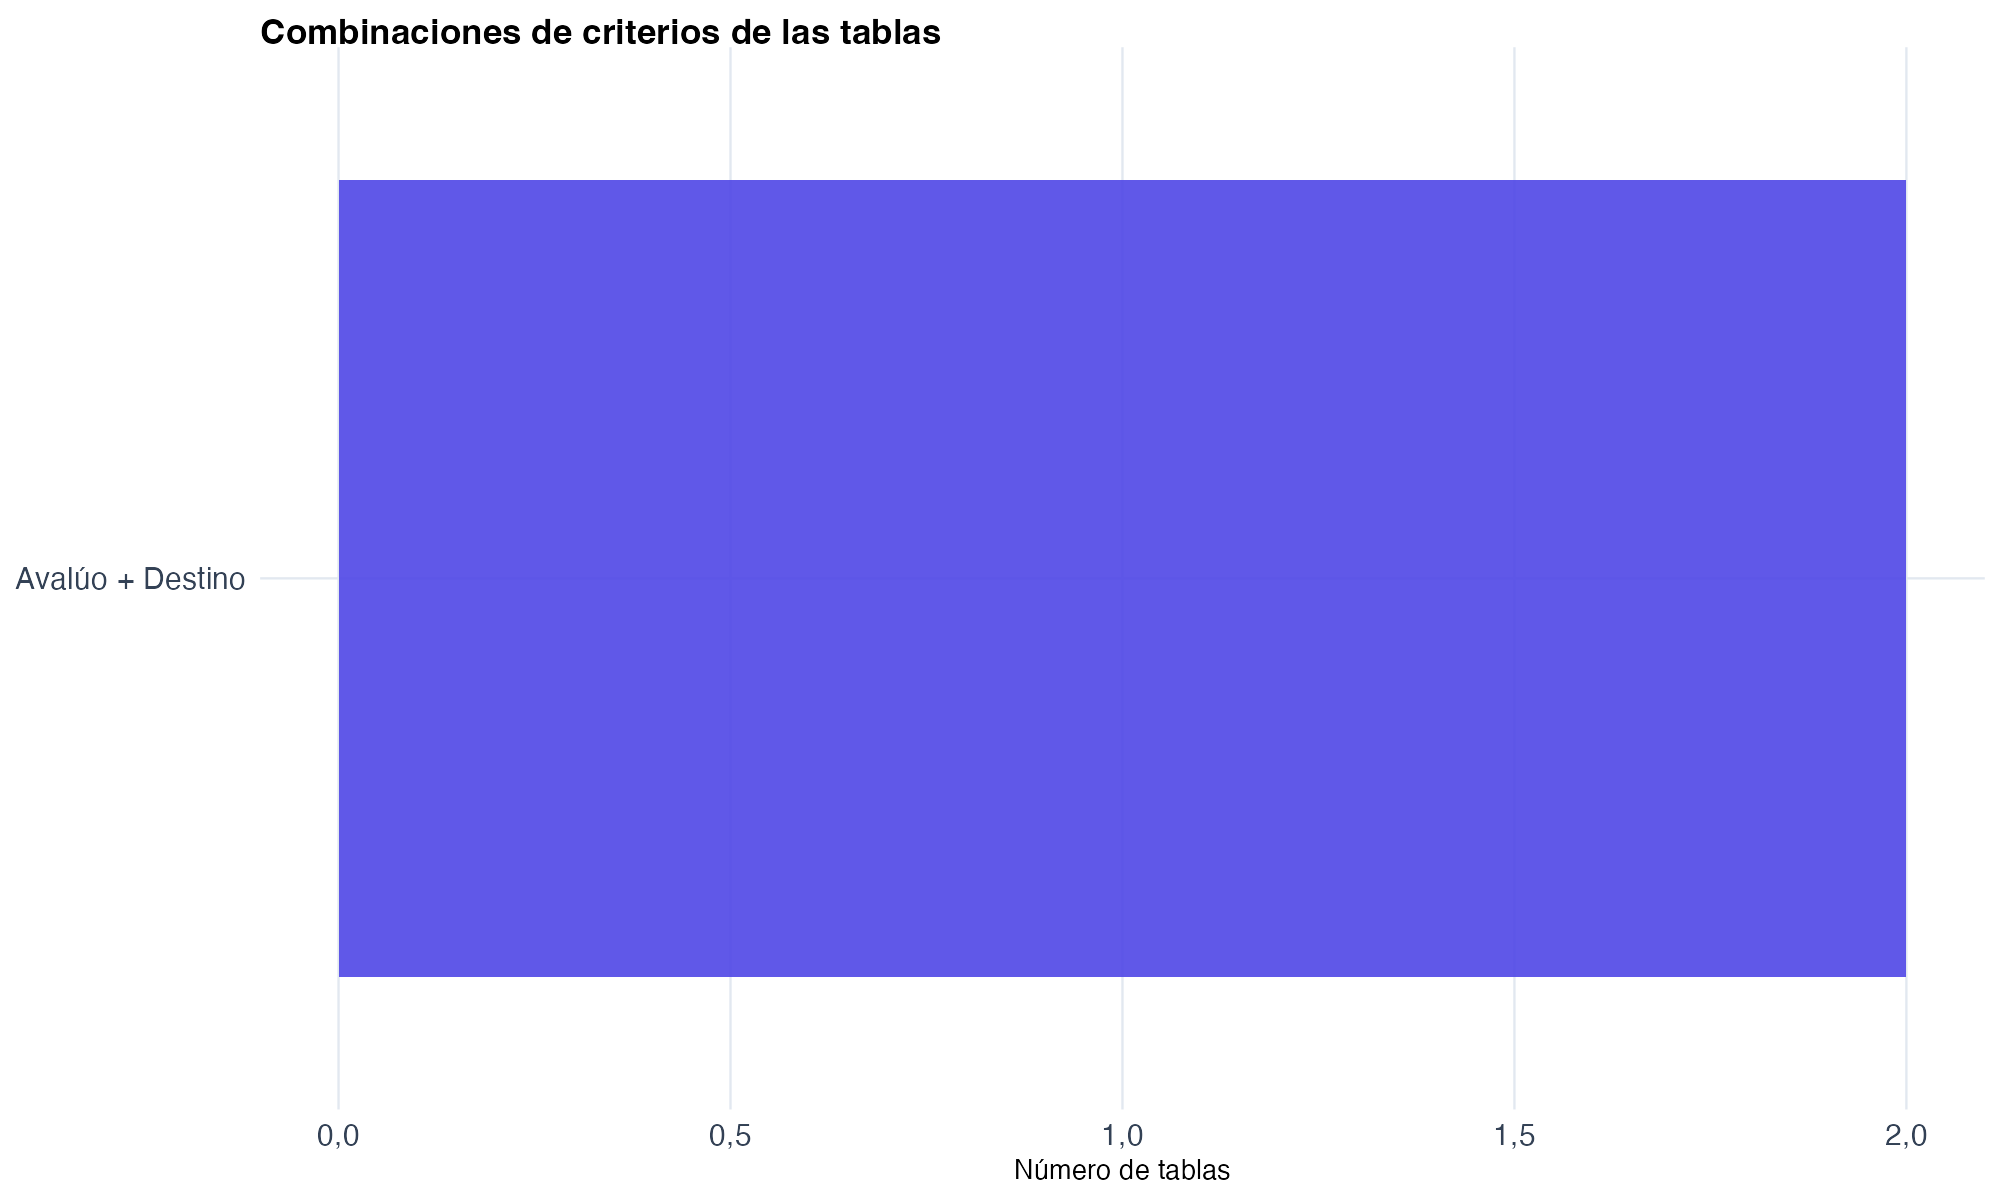 Combinaciones de criterios de las tablas
Avalúo + Destino
0,0 0,5 1,0 1,5 2,0
Número de tablas